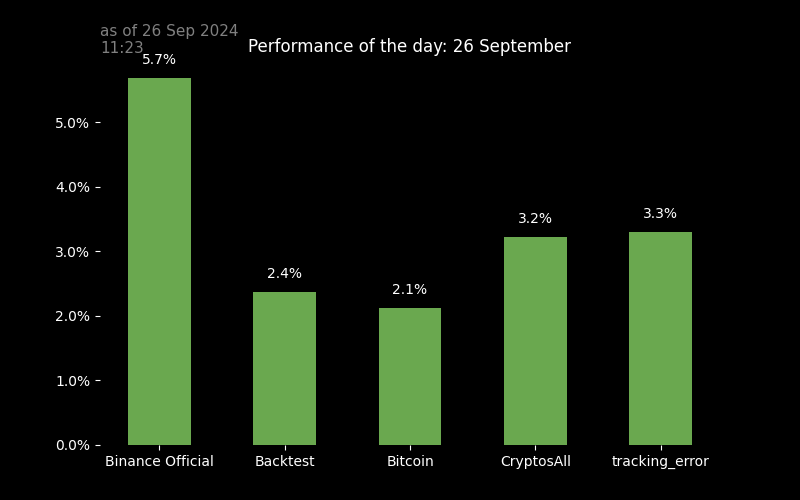 as of 26 Sep 2024
11:23
Performance of the day: 26 September
5.7%
2.4%
2.1%
3.2%
3.3%
5.0%
4.0%
3.0%
2.0%
1.0%
0.0%
Binance Official
Backtest
Bitcoin
CryptosAll
tracking_error